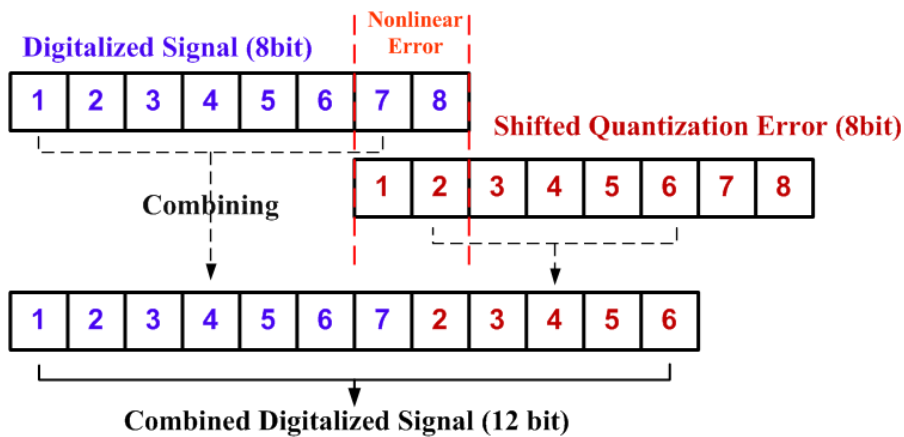 Nonlinear
Error
Digitalized Signal (8bit)
1 2 3 4 5 6 7 8
Shifted Quantization Error (8bit)
1 2 3 4 5 6 7 8
Combining
1 2 3 4 5 6 7 2 3 4 5 6
Combined Digitalized Signal (12 bit)